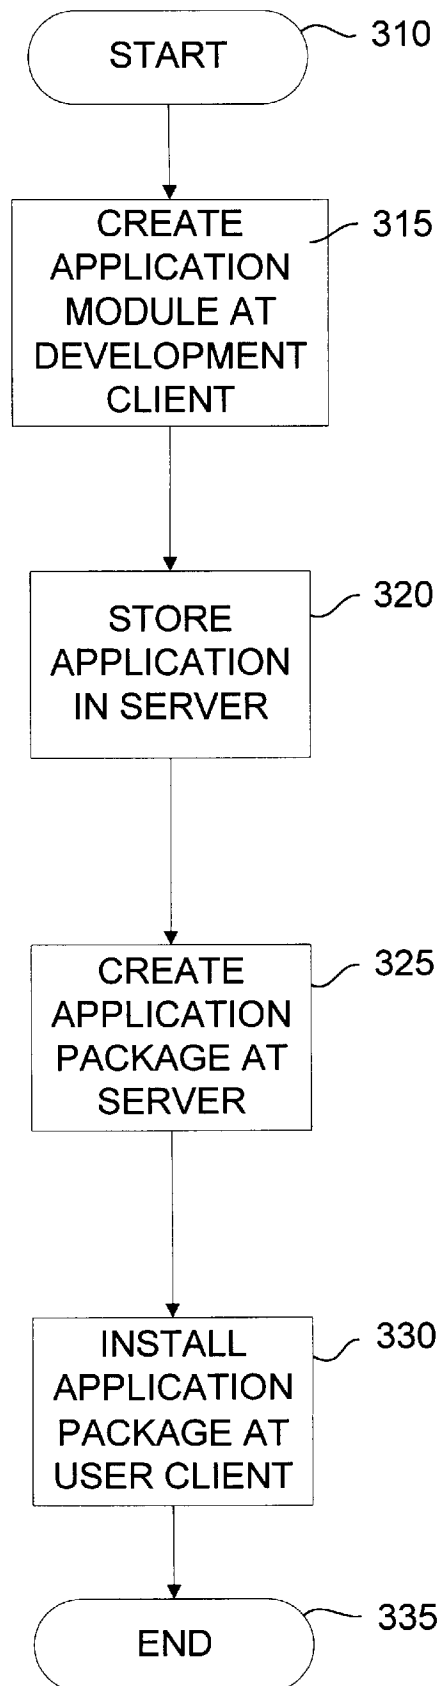 START
310
CREATE
APPLICATION
MODULE AT
DEVELOPMENT
CLIENT
315
STORE
APPLICATION
IN SERVER
320
CREATE
APPLICATION
PACKAGE AT
SERVER
325
INSTALL
APPLICATION
PACKAGE AT
USER CLIENT
330
END
335